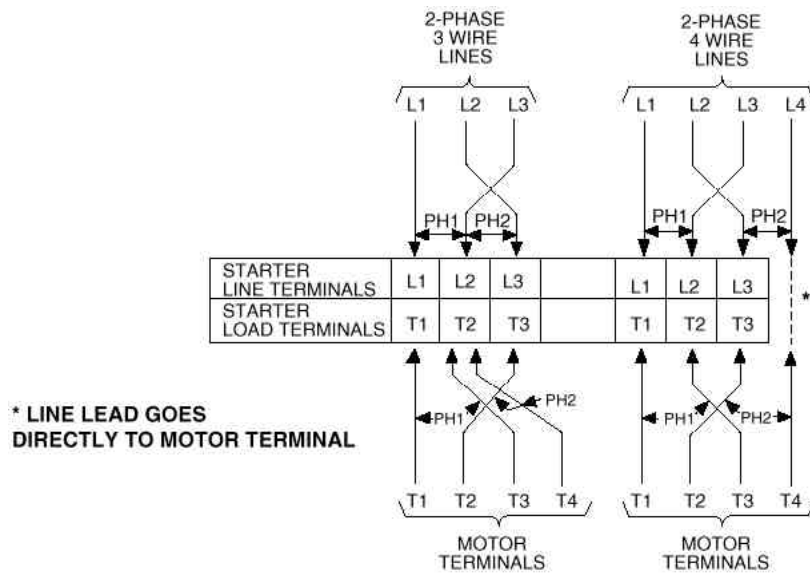 2-PHASE
3 WIRE
LINES
2-PHASE
4 WIRE
LINES
L1 L2 L3
L1 L2 L3 L4
PH1 PH2
PH1 PH2
STARTER
LINE TERMINALS
L1 L2 L3
L1 L2 L3
*
STARTER
LOAD TERMINALS
T1 T2 T3
T1 T2 T3
PH1 PH2
PH1 PH2
* LINE LEAD GOES
DIRECTLY TO MOTOR TERMINAL
T1 T2 T3 T4
T1 T2 T3 T4
MOTOR
TERMINALS
MOTOR
TERMINALS